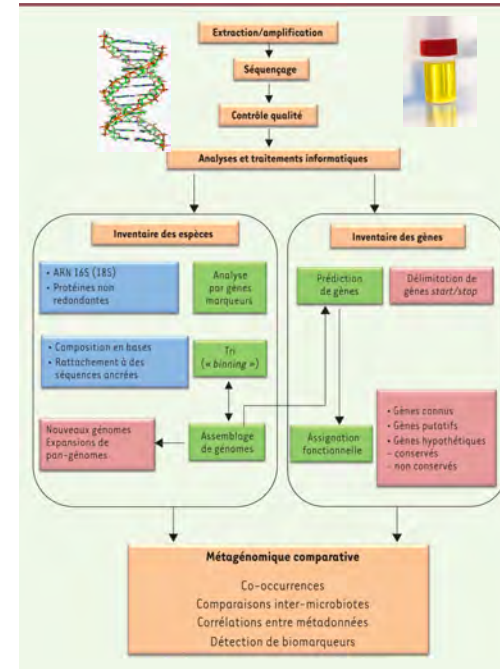 Extraction/amplification
Séquençage
Contrôle qualité
Analyses et traitements informatiques
Inventaire des espèces
• ARN 16S (18S)
• Protéines non
redondantes
Analyse
par gènes
marqueurs
• Composition en bases
• Rattachement à des
séquences ancrées
Tri
(« binning »)
Nouveaux génomes
Expansions de
pan-génomes
Assemblage
de génomes
Inventaire des gènes
Prédiction
de gènes
Délimitation de
gènes start/stop
Assignation
fonctionnelle
• Gènes connus
• Gènes putatifs
• Gènes hypothétiques
- conservés
- non conservés
Métagénomique comparative
Co-occurrences
Comparaisons inter-microbiotes
Corrélations entre métadonnées
Détection de biomarqueurs